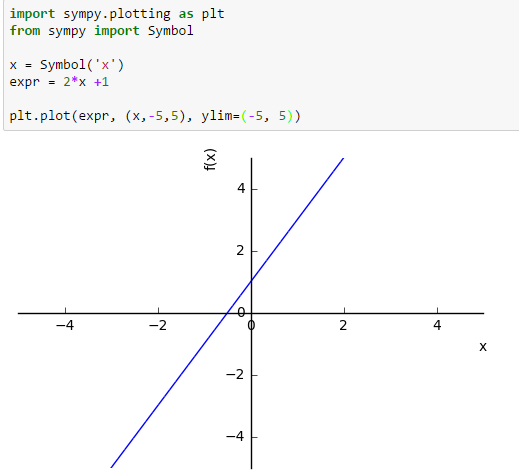 import sympy.plotting as plt
from sympy import Symbol
x = Symbol('x')
expr = 2*x +1
plt.plot(expr, (x,-5,5), ylim=(-5, 5))
f(x)
4
2
0
−4 −2 0 2 4
x
−2
−4